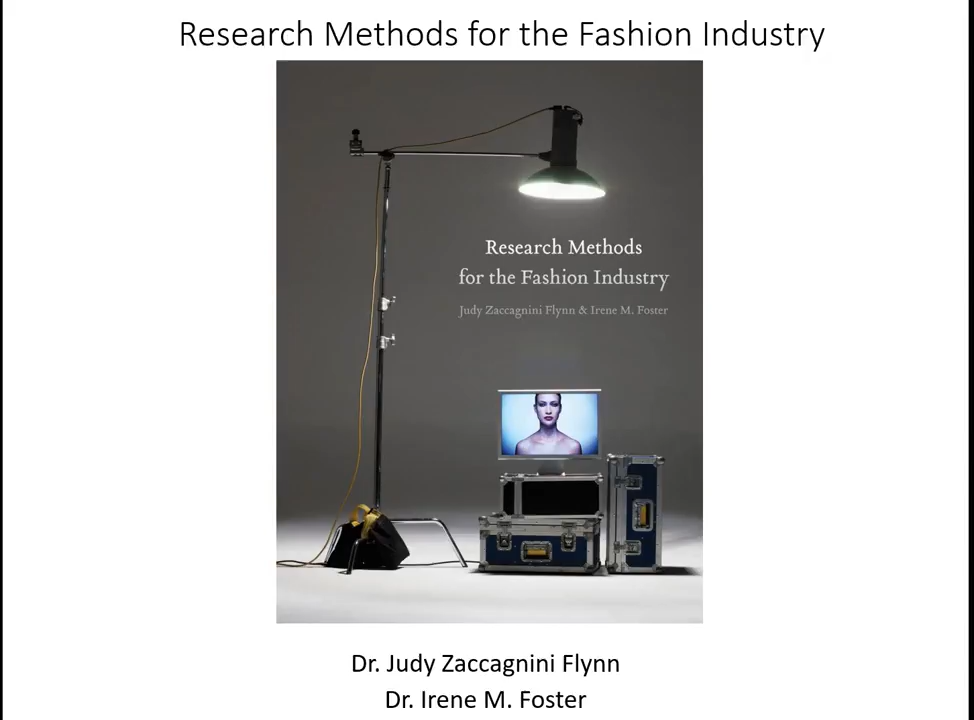 Research Methods for the Fashion Industry
Research Methods
for the Fashion Industry
Judy Zaccagnini Flynn & Irene M. Foster
Dr. Judy Zaccagnini Flynn
Dr. Irene M. Foster